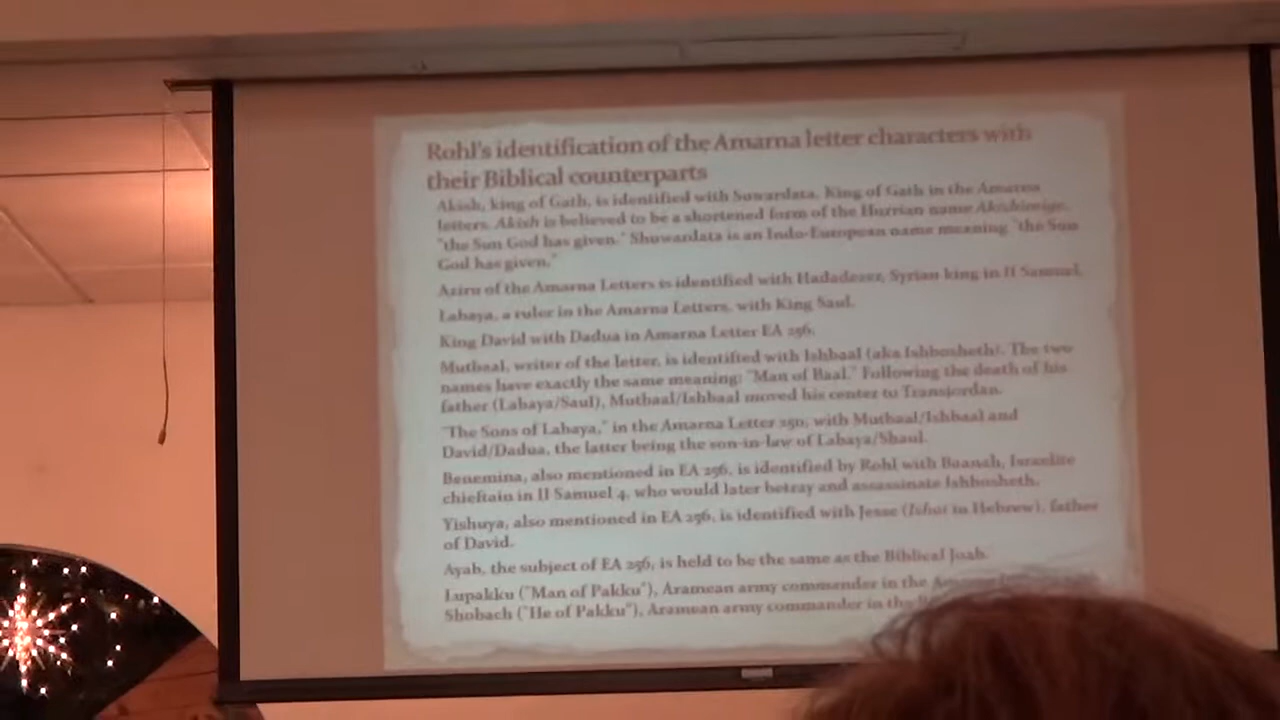 Rohl's identification of the Amarna letter characters with
their Biblical counterparts
Akish, king of Gath, is identified with Suwardata, King of Gath in the Amarna
letters. Akish is believed to be a shortened form of the Hurrian name
"the Sun God has given." Shuwardata is an Indo-European name meaning "the Sun
God has given."
Aziru of the Amarna Letters is identified with Hadadezer, Syrian king in II Samuel.
Labaya, a ruler in the Amarna Letters, with King Saul.
King David with Dadua in Amarna Letter EA 256.
Mutbaal, writer of the letter, is identified with Ishbaal (aka Ishbosheth). The two
names have exactly the same meaning: "Man of Baal." Following the death of his
father (Labaya/Saul), Mutbaal/Ishbaal moved his center to Transjordan.
"The Sons of Labaya," in the Amarna Letter 250, with Mutbaal/Ishbaal and
David/Dadua, the latter being the son-in-law of Labaya/Shaul.
Benemina, also mentioned in EA 256, is identified by Rohl with Baanah, Israelite
chieftain in II Samuel 4, who would later betray and assassinate Ishbosheth.
Yishuya, also mentioned in EA 256, is identified with Jesse (Ishai in Hebrew), father
of David.
Ayab, the subject of EA 256, is held to be the same as the Biblical Joab.
Lupakku ("Man of Pakku"), Aramean army commander in the
Shobach ("He of Pakku"), Aramean army commander in the